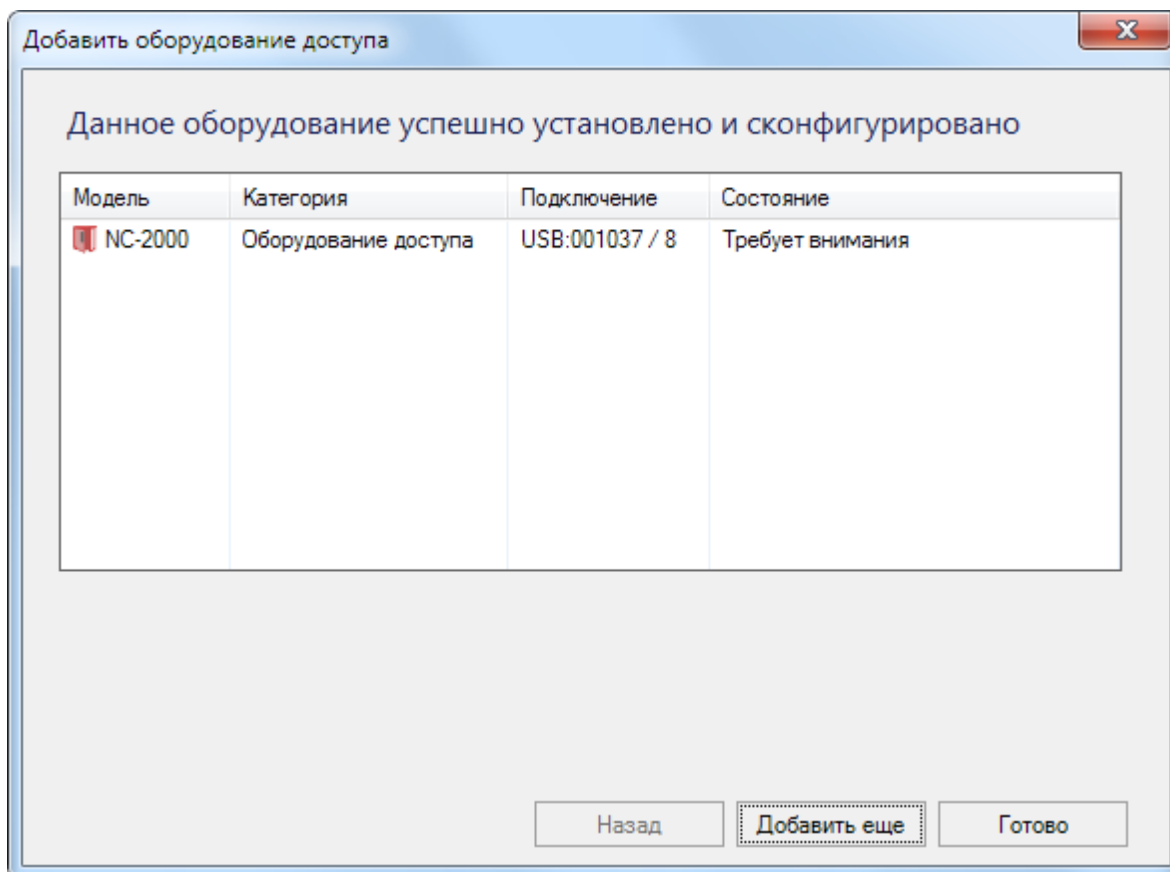 Добавить оборудование доступа
Данное оборудование успешно установлено и сконфигурировано
Модель Категория Подключение Состояние
NC-2000 Оборудование доступа USB:001037 / 8 Требует внимания
Назад Добавить еще Готово